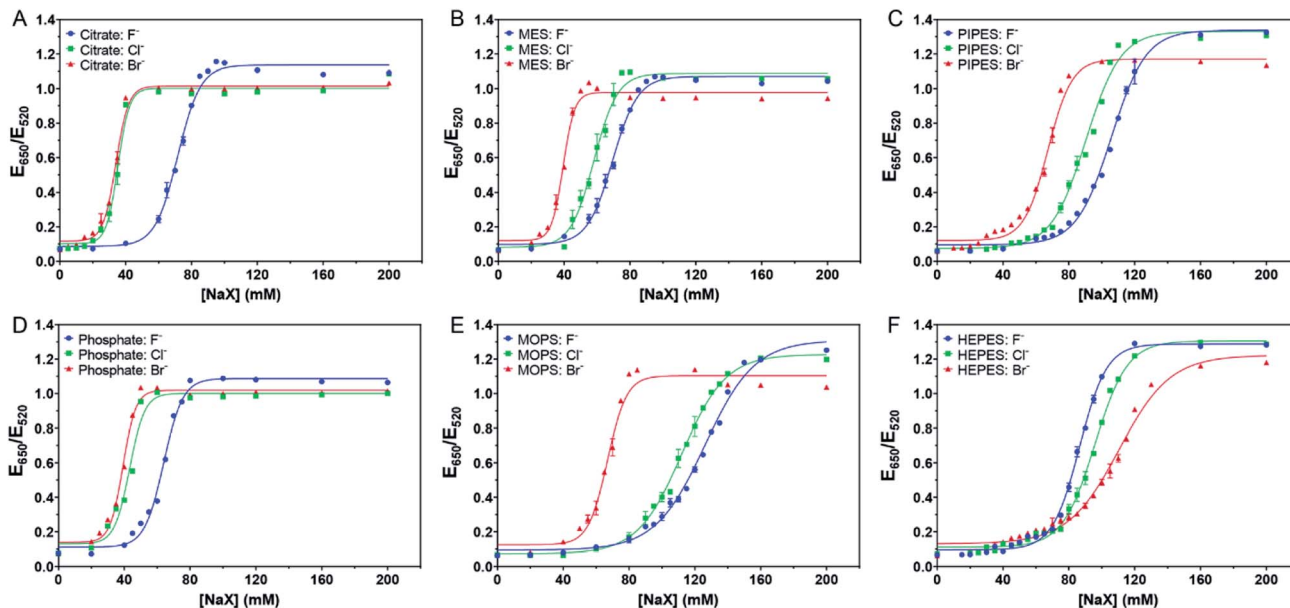 A
Citrate: F⁻
Citrate: Cl⁻
Citrate: Br⁻
E₆₅₀/E₅₂₀
1.4
1.2
1.0
0.8
0.6
0.4
0.2
0.0
0 40 80 120 160 200
[NaX] (mM)
B
MES: F⁻
MES: Cl⁻
MES: Br⁻
E₆₅₀/E₅₂₀
1.4
1.2
1.0
0.8
0.6
0.4
0.2
0.0
0 40 80 120 160 200
[NaX] (mM)
C
PIPES: F⁻
PIPES: Cl⁻
PIPES: Br⁻
E₆₅₀/E₅₂₀
1.4
1.2
1.0
0.8
0.6
0.4
0.2
0.0
0 40 80 120 160 200
[NaX] (mM)
D
Phosphate: F⁻
Phosphate: Cl⁻
Phosphate: Br⁻
E₆₅₀/E₅₂₀
1.4
1.2
1.0
0.8
0.6
0.4
0.2
0.0
0 40 80 120 160 200
[NaX] (mM)
E
MOPS: F⁻
MOPS: Cl⁻
MOPS: Br⁻
E₆₅₀/E₅₂₀
1.4
1.2
1.0
0.8
0.6
0.4
0.2
0.0
0 40 80 120 160 200
[NaX] (mM)
F
HEPES: F⁻
HEPES: Cl⁻
HEPES: Br⁻
E₆₅₀/E₅₂₀
1.4
1.2
1.0
0.8
0.6
0.4
0.2
0.0
0 40 80 120 160 200
[NaX] (mM)